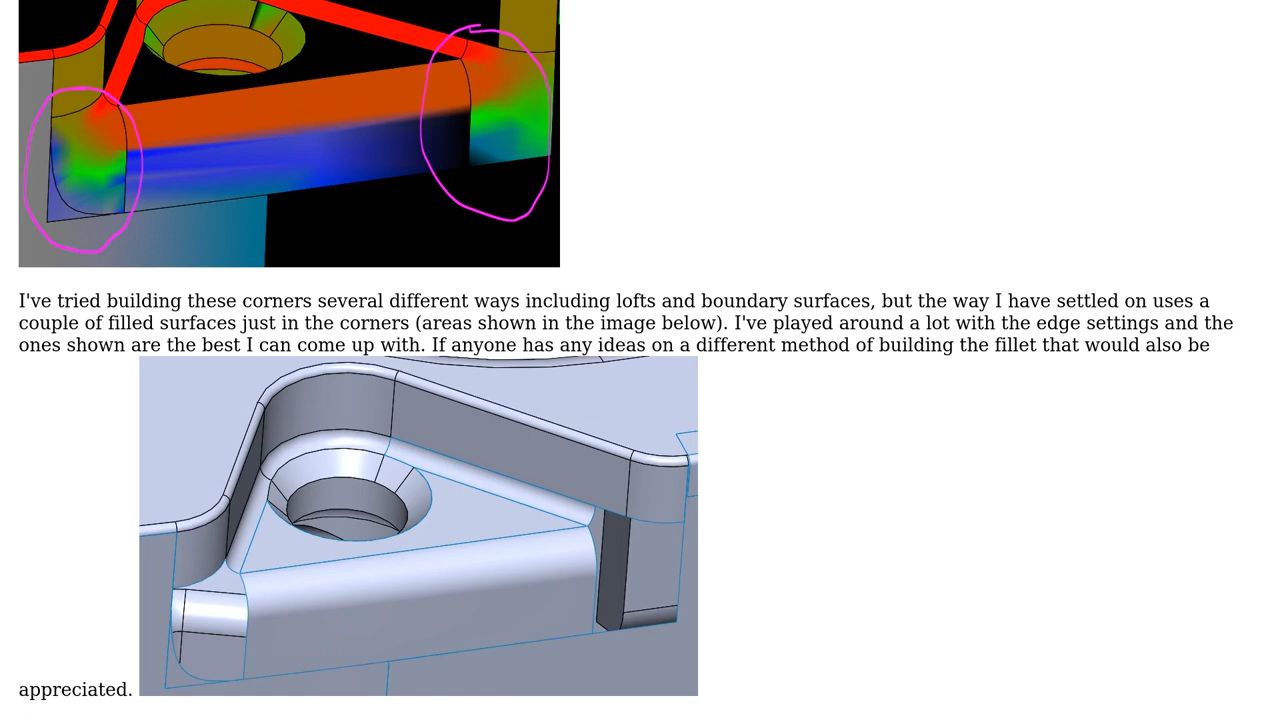 I've tried building these corners several different ways including lofts and boundary surfaces, but the way I have settled on uses a
couple of filled surfaces just in the corners (areas shown in the image below). I've played around a lot with the edge settings and the
ones shown are the best I can come up with. If anyone has any ideas on a different method of building the fillet that would also be
appreciated.